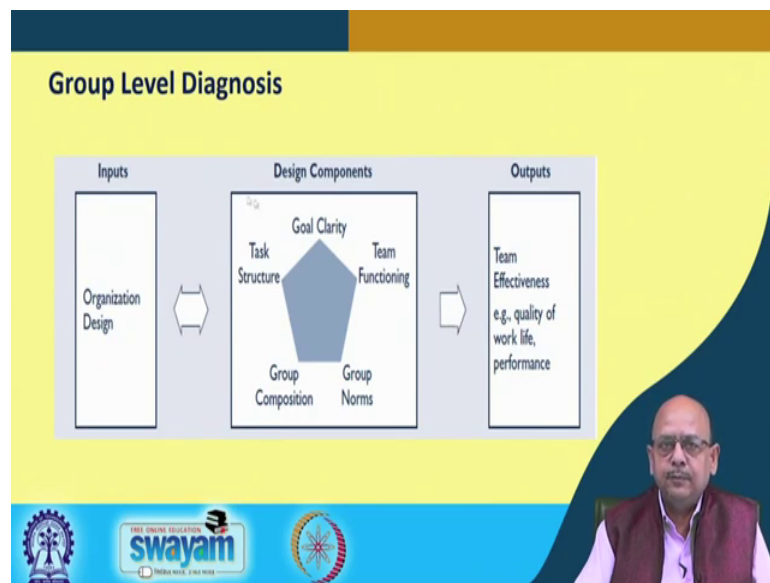 Group Level Diagnosis
Inputs
Design Components
Outputs
Organization
Design
Goal Clarity
Task
Structure
Team
Functioning
Group
Composition
Group
Norms
Team
Effectiveness
e.g., quality of
work life,
performance
FREE ONLINE EDUCATION
swayam